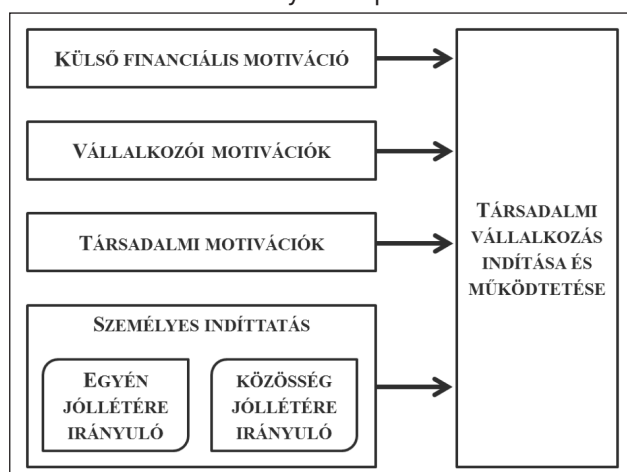 KÜLSŐ FINANCIÁLIS MOTIVÁCIÓ
VÁLLALKOZÓI MOTIVÁCIÓK
TÁRSADALMI MOTIVÁCIÓK
SZEMÉLYES INDÍTTATÁS
EGYÉN
JÓLLÉTÉRE
IRÁNYULÓ
KÖZÖSSÉG
JÓLLÉTÉRE
IRÁNYULÓ
TÁRSADALMI
VÁLLALKOZÁS
INDÍTÁSA ÉS
MŰKÖDTETÉSE